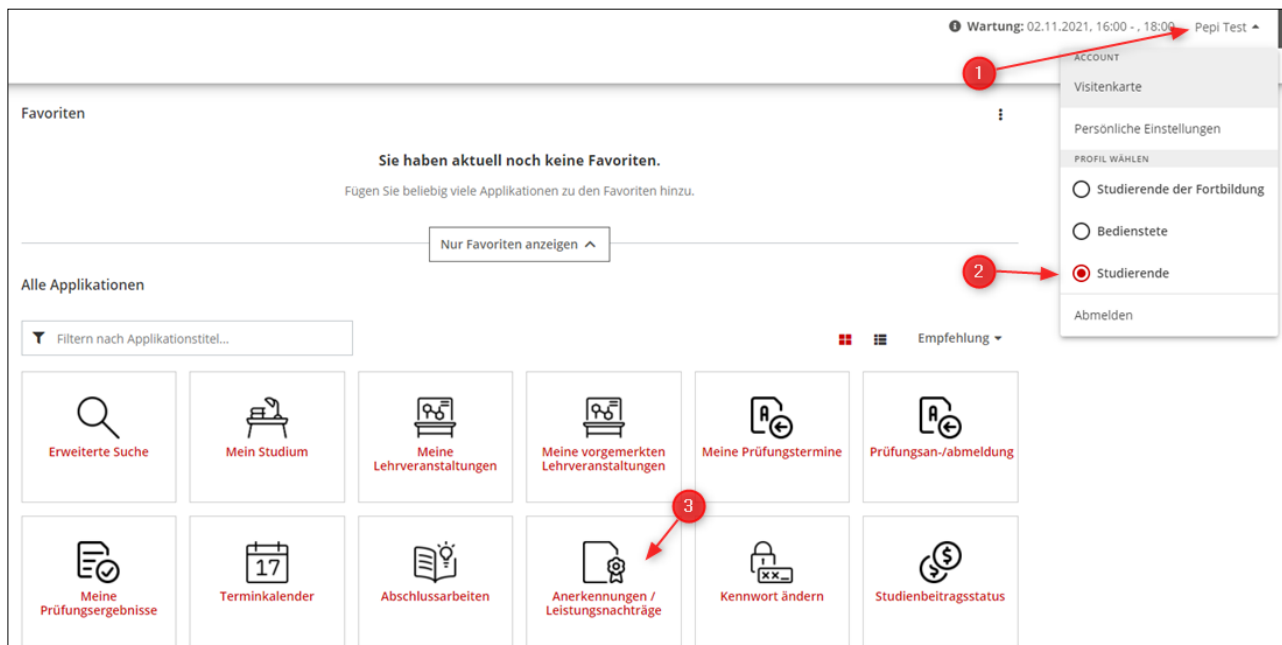 Wartung: 02.11.2021, 16:00 - , 18:00 Pepi Test
1
ACCOUNT
Visitenkarte
Persönliche Einstellungen
PROFIL WÄHLEN
Studierende der Fortbildung
Bedienstete
2
Studierende
Abmelden
Favoriten
Sie haben aktuell noch keine Favoriten.
Fügen Sie beliebig viele Applikationen zu den Favoriten hinzu.
Nur Favoriten anzeigen
Alle Applikationen
Filtern nach Applikationstitel...
Empfehlung
Erweiterte Suche
Mein Studium
Meine
Lehrveranstaltungen
Meine vorgemerkten
Lehrveranstaltungen
A
Meine Prüfungstermine
A
Prüfungsan-/abmeldung
3
Meine
Prüfungsergebnisse
17
Terminkalender
Abschlussarbeiten
Anerkennungen /
Leistungsnachträge
××_
Kennwort ändern
$
$
Studienbeitragsstatus